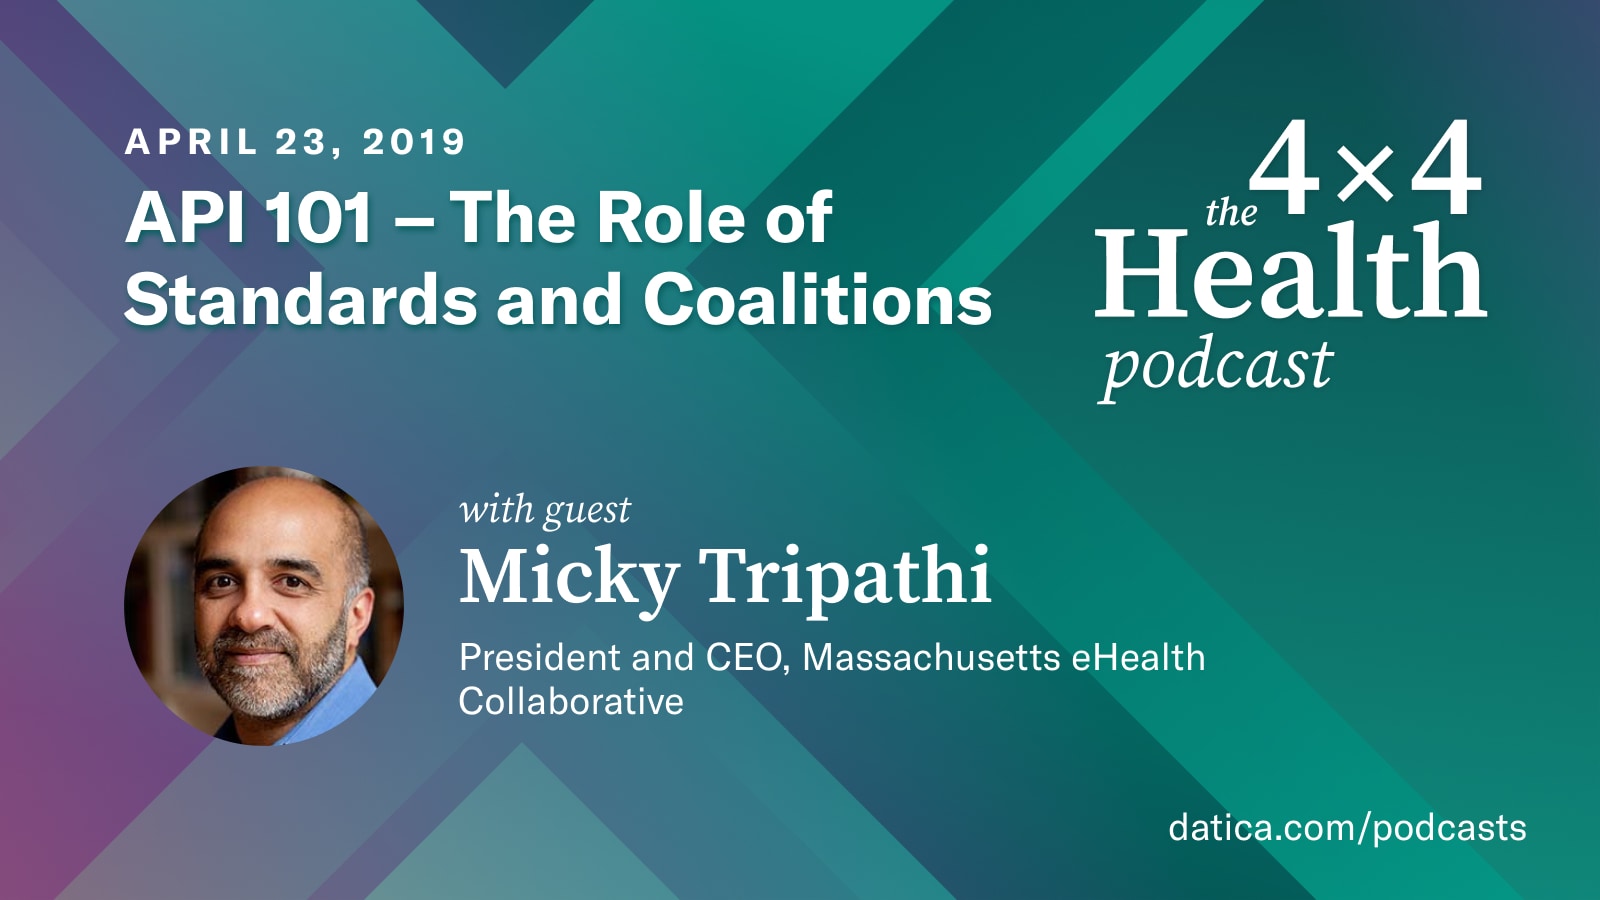 APRIL 23, 2019
API 101 – The Role of
Standards and Coalitions
the 4×4
Health
podcast
with guest
Micky Tripathi
President and CEO, Massachusetts eHealth
Collaborative
datica.com/podcasts